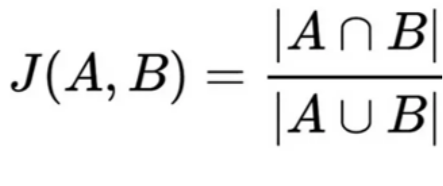 J(A, B) = |A ∩ B| / |A ∪ B|